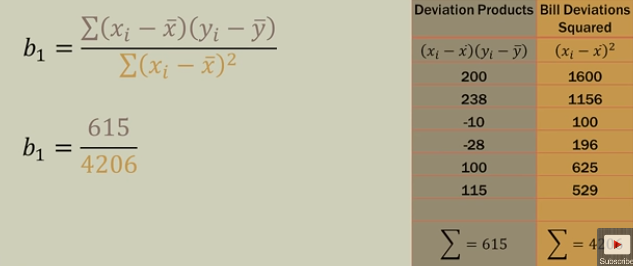 b₁ = ∑(xᵢ − x̄)(yᵢ − ȳ)
∑(xᵢ − x̄)²
b₁ = 615
4206
Deviation Products Bill Deviations
Squared
(xᵢ − x̄)(yᵢ − ȳ) (xᵢ − x̄)²
200 1600
238 1156
-10 100
-28 196
100 625
115 529
∑ = 615 ∑ = 42
Subscribe